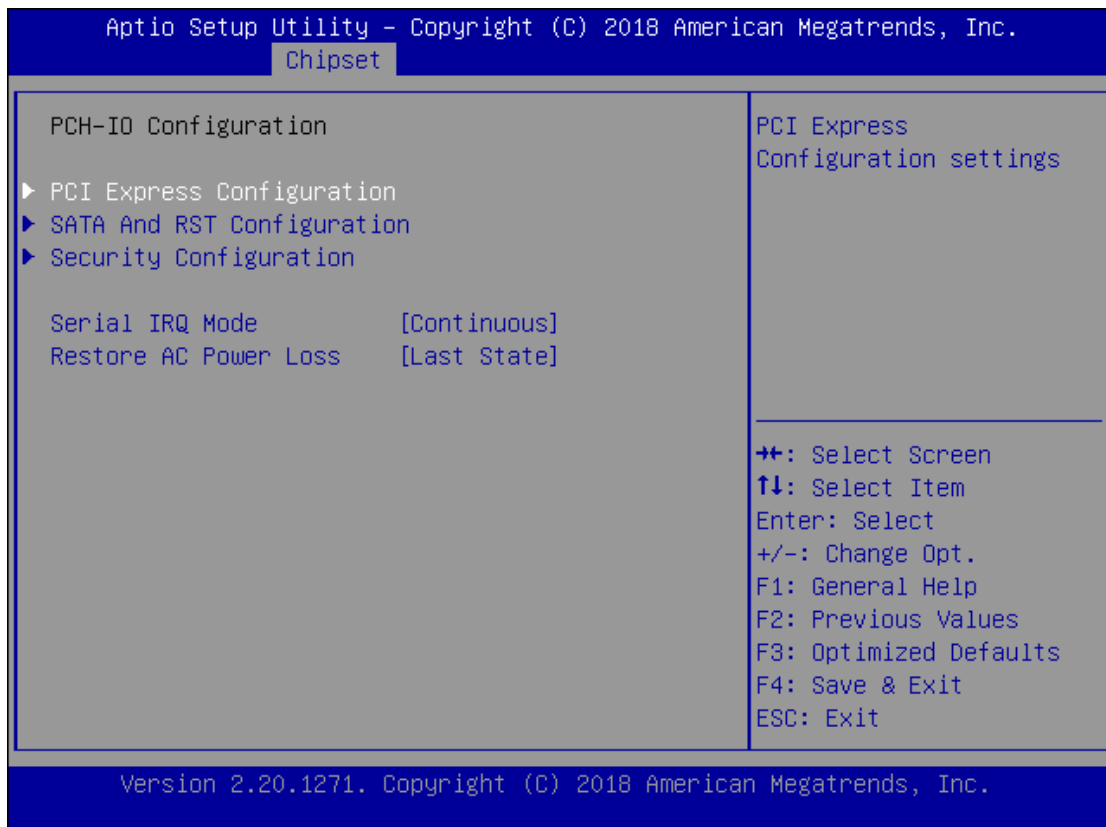 Aptio Setup Utility – Copyright (C) 2018 American Megatrends, Inc.
Chipset
PCH-IO Configuration
▶ PCI Express Configuration
▶ SATA And RST Configuration
▶ Security Configuration
Serial IRQ Mode [Continuous]
Restore AC Power Loss [Last State]
PCI Express
Configuration settings
→←: Select Screen
↑↓: Select Item
Enter: Select
+/-: Change Opt.
F1: General Help
F2: Previous Values
F3: Optimized Defaults
F4: Save & Exit
ESC: Exit
Version 2.20.1271. Copyright (C) 2018 American Megatrends, Inc.